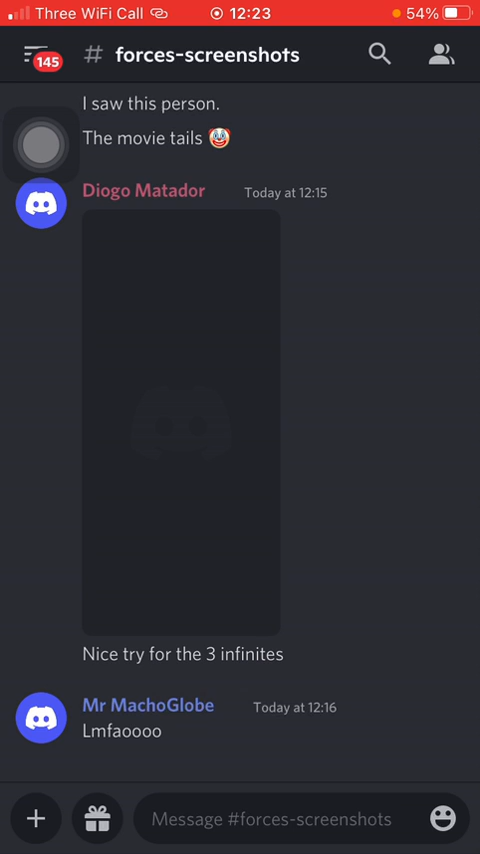 Three WiFi Call 12:23 54%
145 # forces-screenshots
I saw this person.
The movie tails 🤡
Diogo Matador Today at 12:15
Nice try for the 3 infinites
Mr MachoGlobe Today at 12:16
Lmfaoooo
Message #forces-screenshots